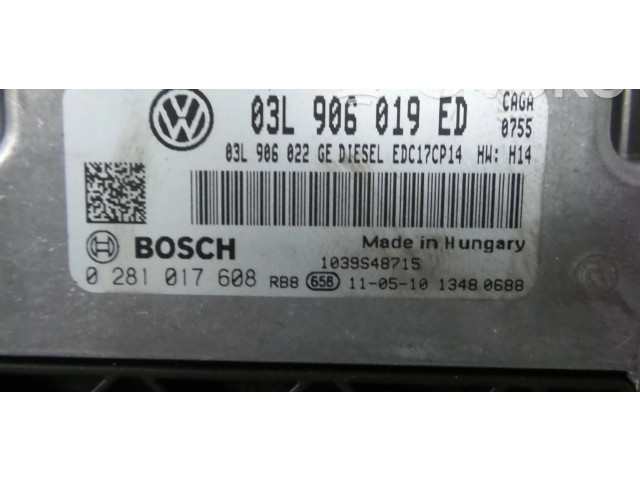 03L 906 019 ED CAGA
0755
03L 906 022 GE DIESEL EDC17CP14 HW: H14
BOSCH Made in Hungary
1039S48715
0 281 017 608 RB8 658 11-05-10 1348 0688